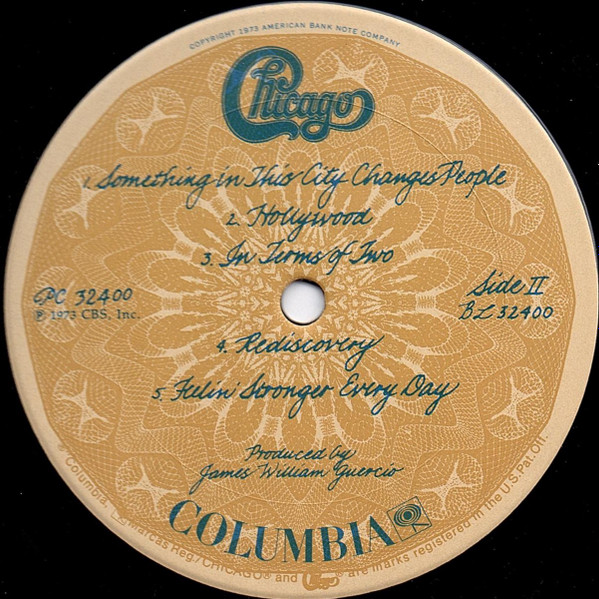 COPYRIGHT 1973 AMERICAN BANK NOTE COMPANY
Chicago
1. Something in This City Changes People
2. Hollywood
3. In Terms of Two
PC 32400
℗ 1973 CBS, Inc.
Side II
BL 32400
4. Rediscovery
5. Feelin' Stronger Every Day
Produced by
James William Guercio
COLUMBIA
Columbia, Marcas Reg./CHICAGO® and are marks registered in the U.S. Pat. Off.